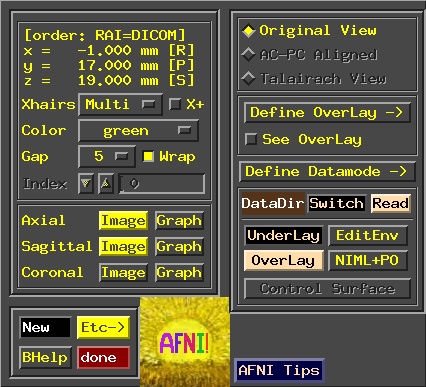 [order: RAI=DICOM]
x = -1.000 mm [R]
y = 17.000 mm [P]
z = 19.000 mm [S]
Xhairs Multi X+
Color green
Gap 5 Wrap
Index 0
Axial Image Graph
Sagittal Image Graph
Coronal Image Graph
New Etc->
BHelp done
AFNI!
Original View
AC-PC Aligned
Talairach View
Define OverLay ->
See OverLay
Define Datamode ->
DataDir Switch Read
UnderLay EditEnv
OverLay NIML+PO
Control Surface
AFNI Tips